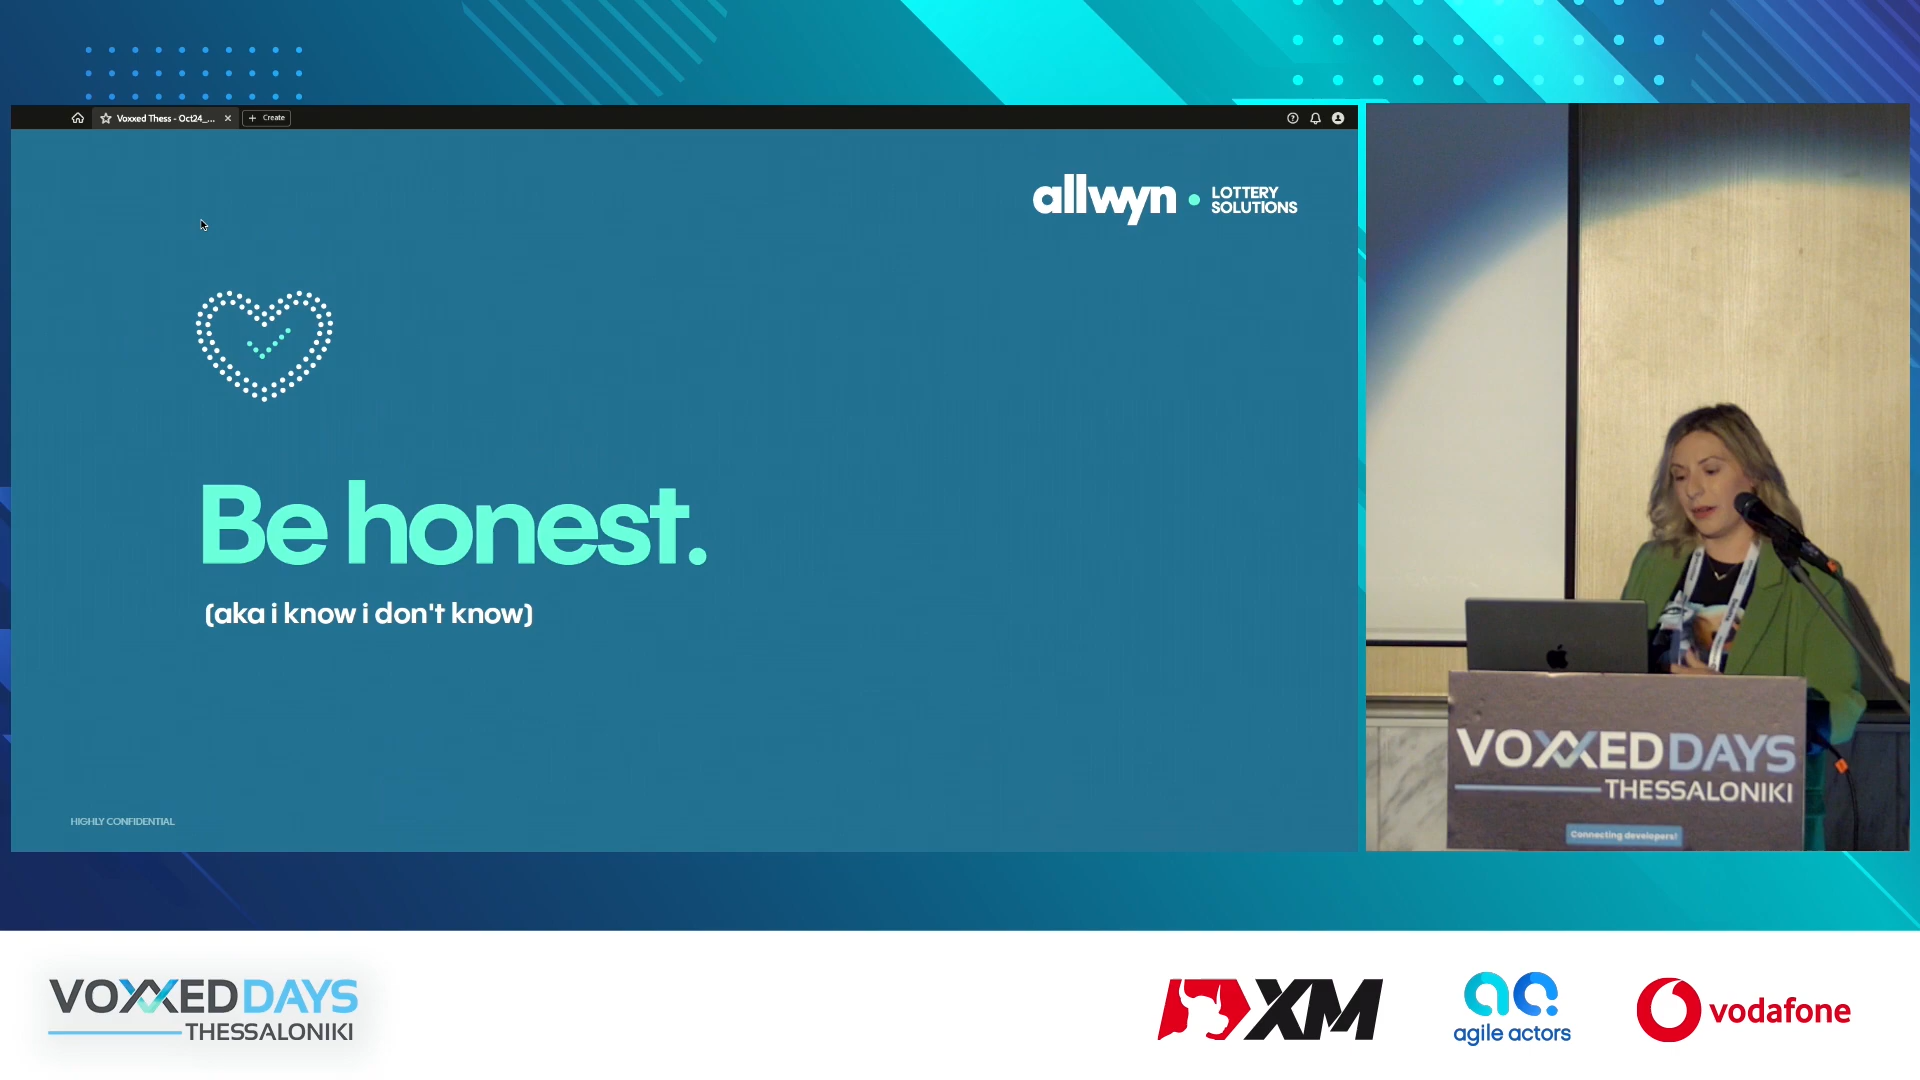 Voxxed Thess - Oct24_...
Create
allwyn
LOTTERY
SOLUTIONS
Be honest.
(aka i know i don't know)
HIGHLY CONFIDENTIAL
VOXXED DAYS
THESSALONIKI
Connecting developers!
VOXXED DAYS
THESSALONIKI
XM
agile actors
vodafone